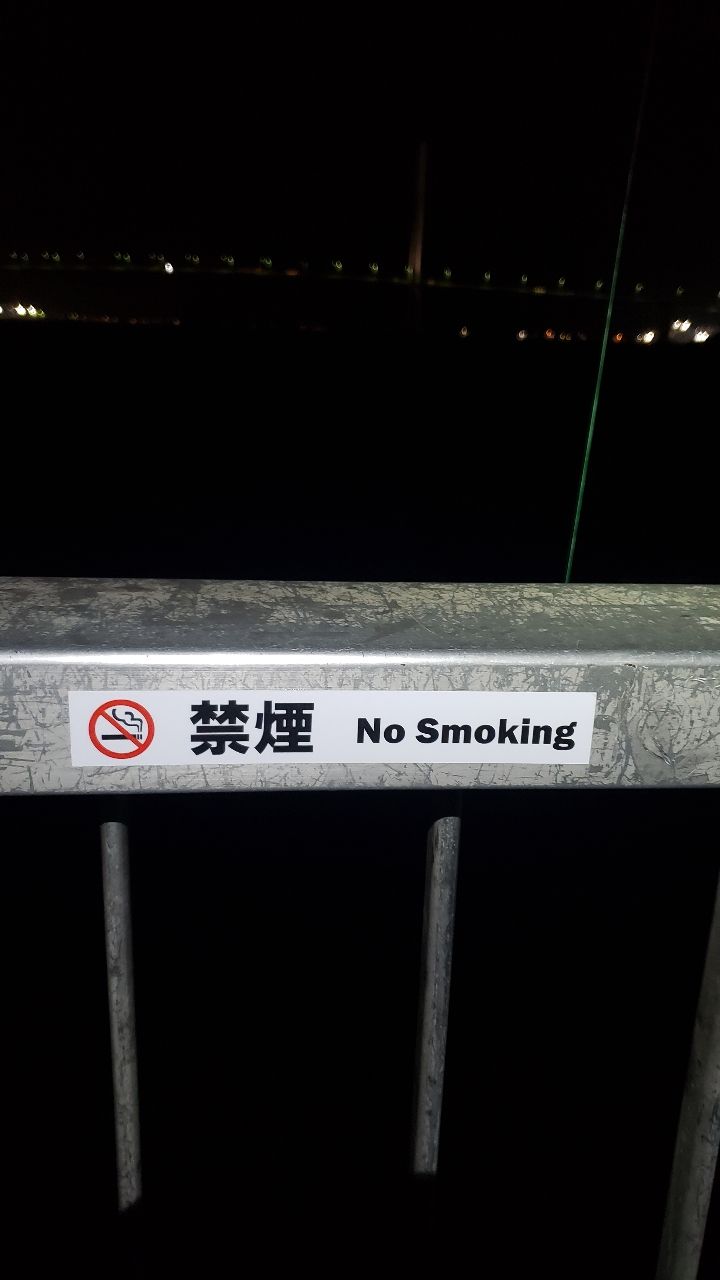 禁煙 No Smoking